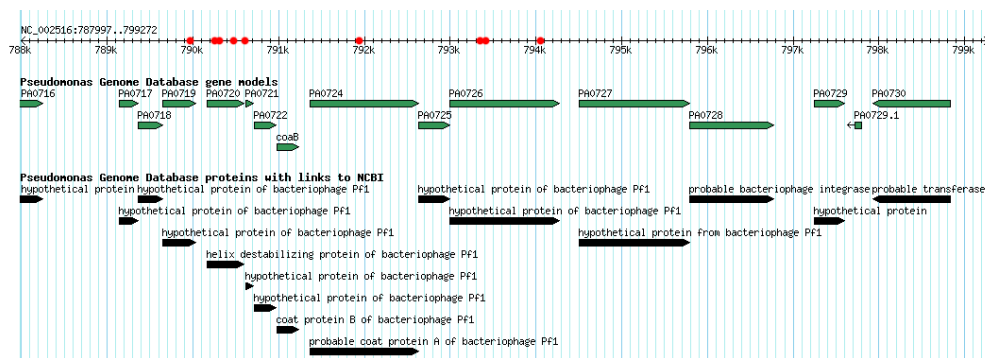 NC_002516:787997..799272
788k 789k 790k 791k 792k 793k 794k 795k 796k 797k 798k 799k
Pseudomonas Genome Database gene models
PA0716 PA0717 PA0719 PA0720 PA0721 PA0724 PA0726 PA0727 PA0729 PA0730
PA0718 PA0722 PA0725 PA0728 PA0729.1
coaB
Pseudomonas Genome Database proteins with links to NCBI
hypothetical protein hypothetical protein of bacteriophage Pf1 hypothetical protein of bacteriophage Pf1 probable bacteriophage integrase probable transferase
hypothetical protein of bacteriophage Pf1 hypothetical protein of bacteriophage Pf1 hypothetical protein
hypothetical protein of bacteriophage Pf1 hypothetical protein from bacteriophage Pf1
helix destabilizing protein of bacteriophage Pf1
hypothetical protein of bacteriophage Pf1
hypothetical protein of bacteriophage Pf1
coat protein B of bacteriophage Pf1
probable coat protein A of bacteriophage Pf1